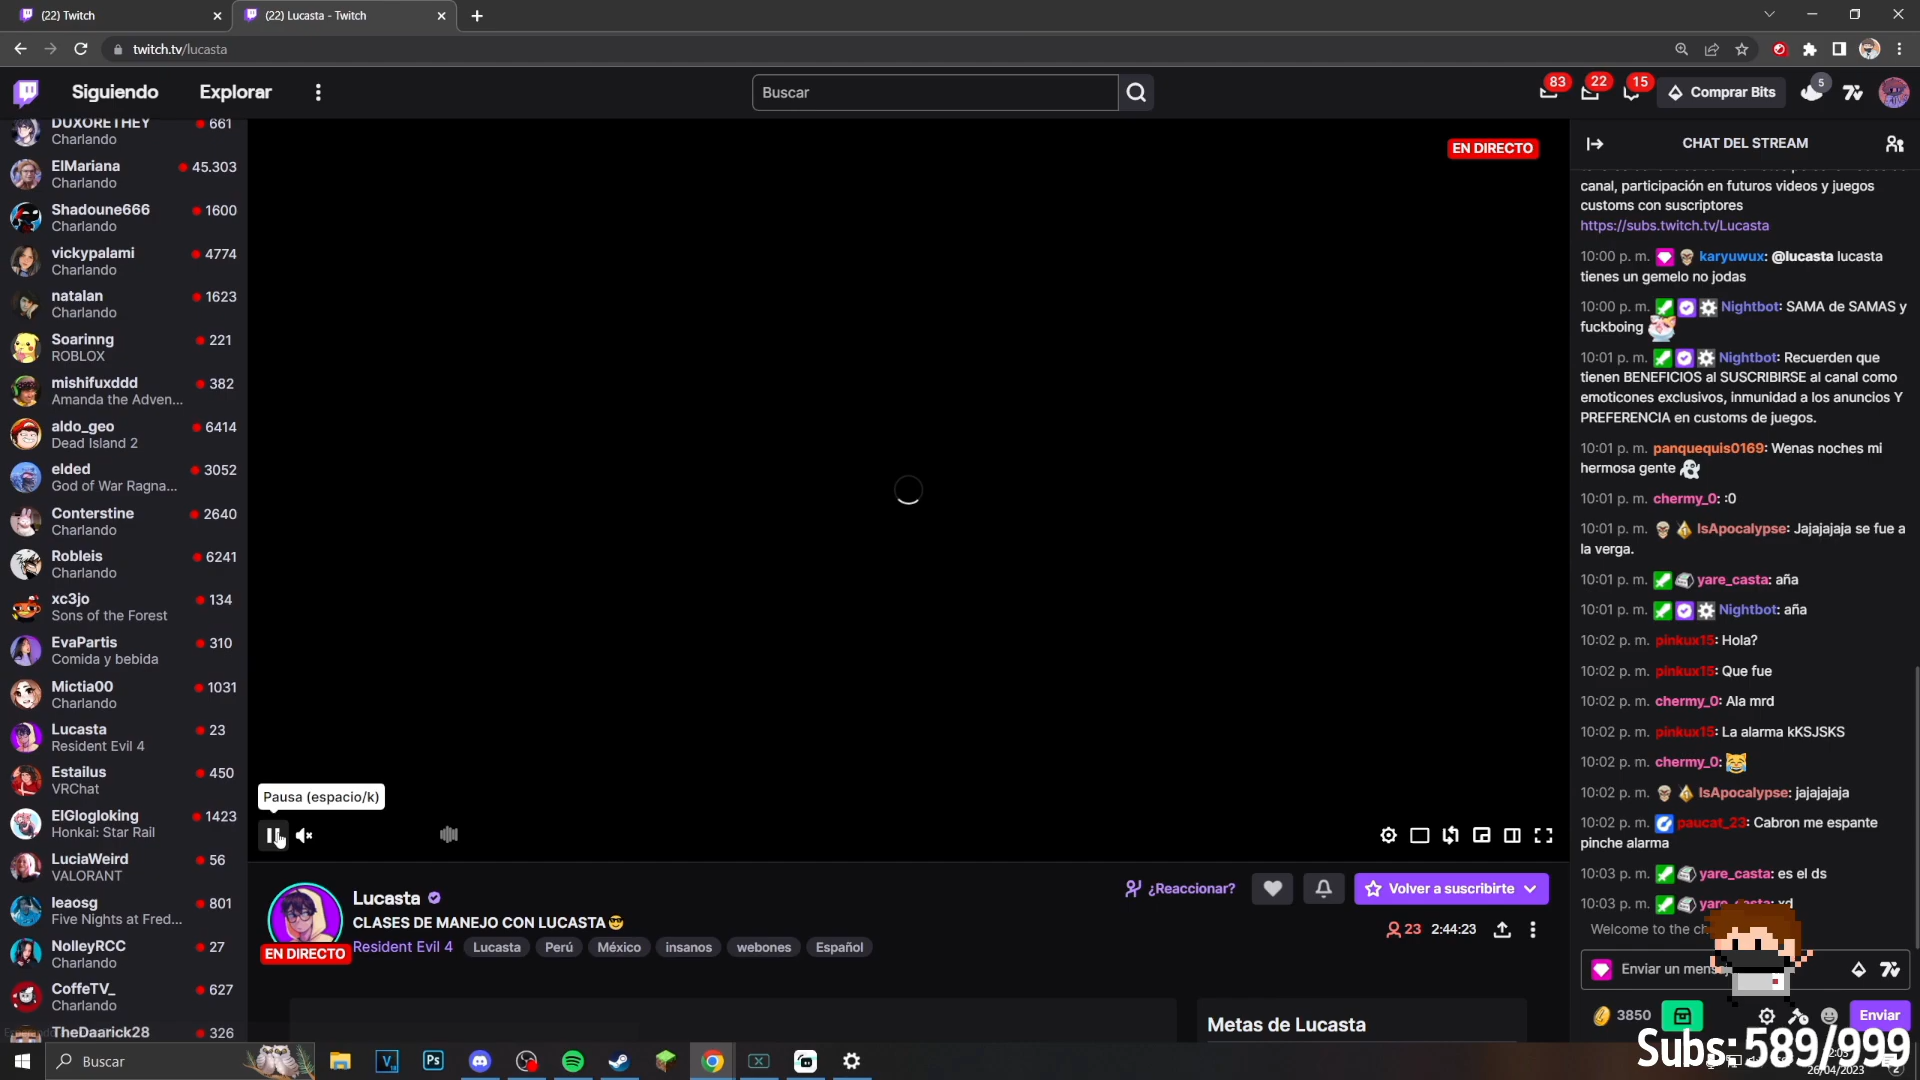 (22) Twitch
(22) Lucasta - Twitch
twitch.tv/lucasta
Siguiendo
Explorar
Buscar
83
22
15
Comprar Bits
5
DUXORETHEY
661
Charlando
ElMariana
45.303
Charlando
Shadoune666
1600
Charlando
vickypalami
4774
Charlando
natalan
1623
Charlando
Soarinng
221
ROBLOX
mishifuxddd
382
Amanda the Adven...
aldo_geo
6414
Dead Island 2
elded
3052
God of War Ragna...
Conterstine
2640
Charlando
Robleis
6241
Charlando
xc3jo
134
Sons of the Forest
EvaPartis
310
Comida y bebida
Mictia00
1031
Charlando
Lucasta
23
Resident Evil 4
Estailus
450
VRChat
ElGlogloking
1423
Honkai: Star Rail
LuciaWeird
56
VALORANT
leaosg
801
Five Nights at Fred...
NolleyRCC
27
Charlando
CoffeTV_
627
Charlando
TheDaarick28
326
EN DIRECTO
Pausa (espacio/k)
Lucasta
CLASES DE MANEJO CON LUCASTA😎
EN DIRECTO
Resident Evil 4
Lucasta
Perú
México
insanos
webones
Español
¿Reaccionar?
Volver a suscribirte
23
2:44:23
Metas de Lucasta
CHAT DEL STREAM
canal, participación en futuros videos y juegos
customs con suscriptores
https://subs.twitch.tv/Lucasta
10:00 p. m. karyuwux: @lucasta lucasta
tienes un gemelo no jodas
10:00 p. m. Nightbot: SAMA de SAMAS y
fuckboing
10:01 p. m. Nightbot: Recuerden que
tienen BENEFICIOS al SUSCRIBIRSE al canal como
emoticones exclusivos, inmunidad a los anuncios Y
PREFERENCIA en customs de juegos.
10:01 p. m. panquequis0169: Wenas noches mi
hermosa gente
10:01 p. m. chermy_0: :0
10:01 p. m. IsApocalypse: Jajajajaja se fue a
la verga.
10:01 p. m. yare_casta: aña
10:01 p. m. Nightbot: aña
10:02 p. m. pinkux15: Hola?
10:02 p. m. pinkux15: Que fue
10:02 p. m. chermy_0: Ala mrd
10:02 p. m. pinkux15: La alarma kKSJSKS
10:02 p. m. chermy_0: 😹
10:02 p. m. IsApocalypse: jajajajaja
10:02 p. m. paucat_23: Cabron me espante
pinche alarma
10:03 p. m. yare_casta: es el ds
10:03 p. m. yare_casta: xd
Welcome to the
Enviar un
3850
Enviar
Subs: 589/999
Buscar
26/04/2023